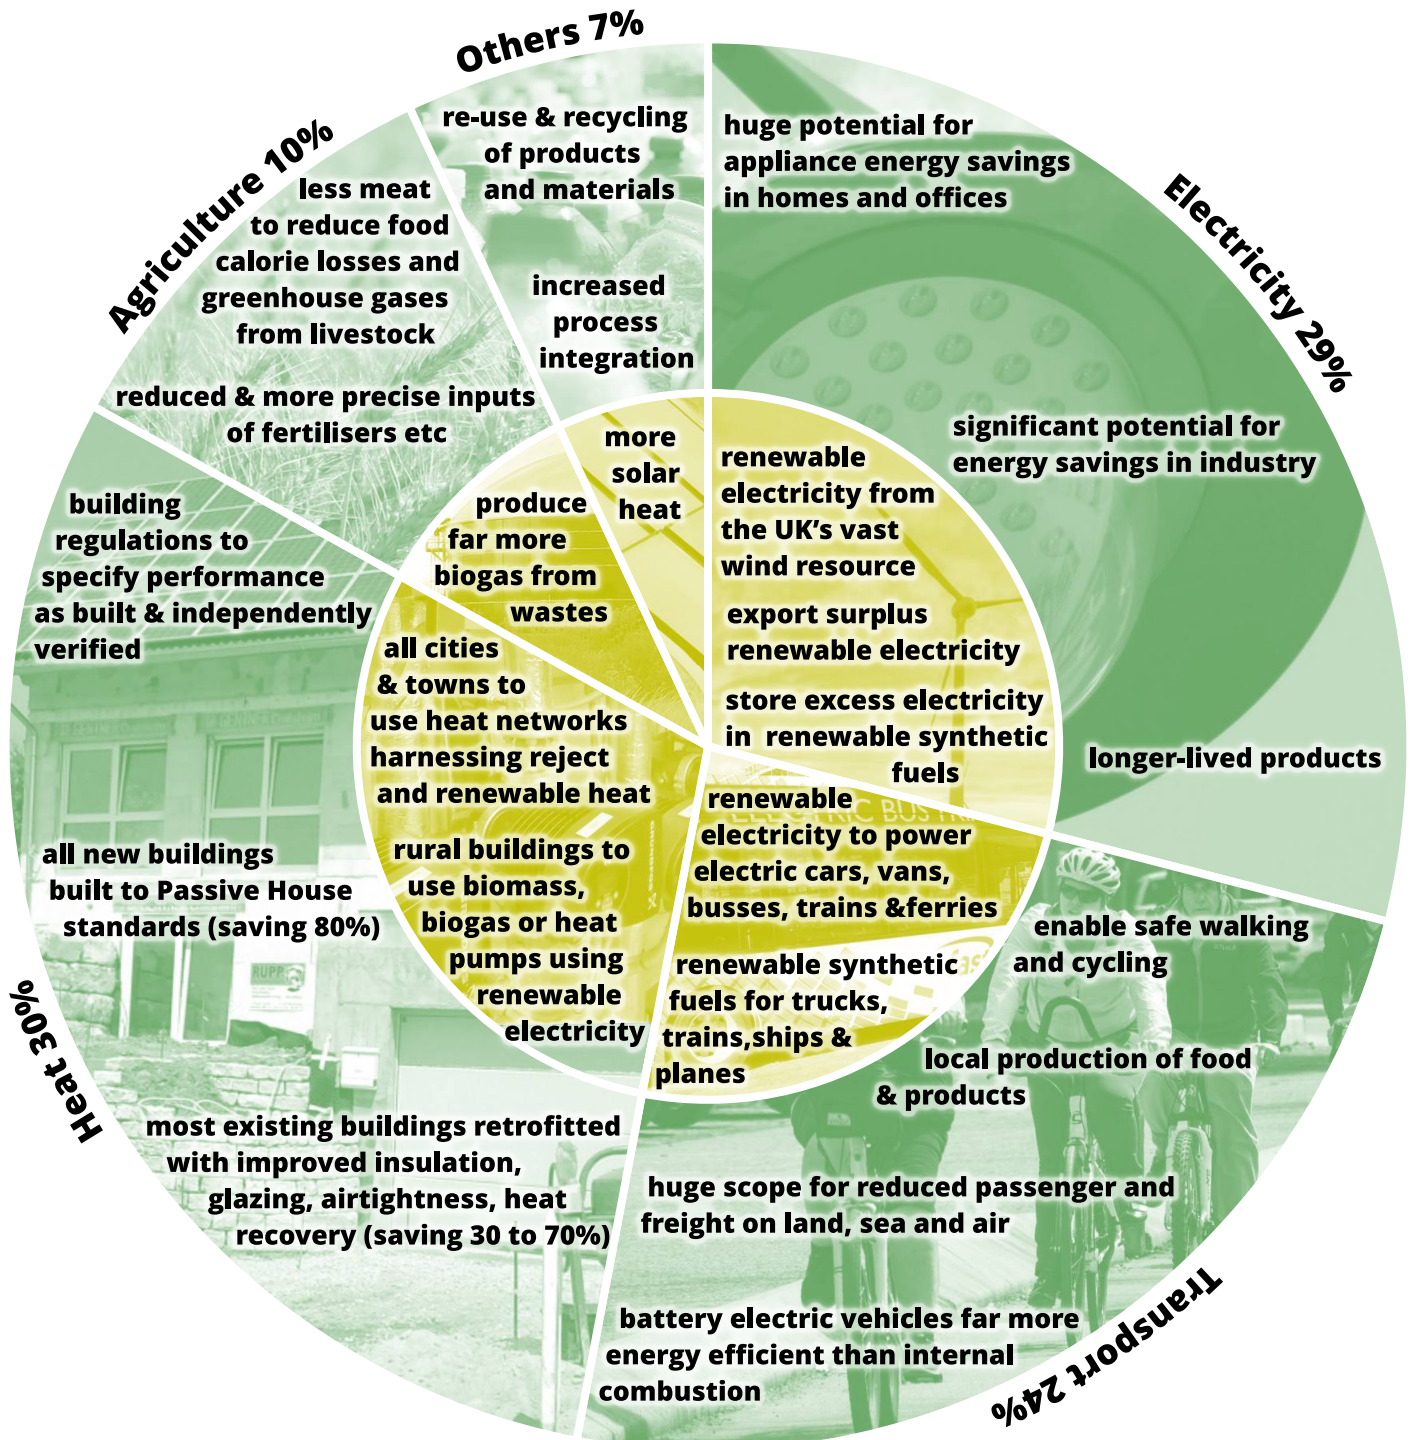 Others 7%
re-use & recycling
of products
and materials
increased
process
integration
more
solar
heat
Electricity 29%
huge potential for
appliance energy savings
in homes and offices
significant potential for
energy savings in industry
longer-lived products
renewable
electricity from
the UK's vast
wind resource
export surplus
renewable electricity
store excess electricity
in renewable synthetic
fuels
Transport 24%
renewable
electricity to power
electric cars, vans,
busses, trains &ferries
renewable synthetic
fuels for trucks,
trains,ships &
planes
enable safe walking
and cycling
local production of food
& products
huge scope for reduced passenger and
freight on land, sea and air
battery electric vehicles far more
energy efficient than internal
combustion
Heat 30%
building
regulations to
specify performance
as built & independently
verified
all new buildings
built to Passive House
standards (saving 80%)
most existing buildings retrofitted
with improved insulation,
glazing, airtightness, heat
recovery (saving 30 to 70%)
all cities
& towns to
use heat networks
harnessing reject
and renewable heat
rural buildings to
use biomass,
biogas or heat
pumps using
renewable
electricity
Agriculture 10%
less meat
to reduce food
calorie losses and
greenhouse gases
from livestock
reduced & more precise inputs
of fertilisers etc
produce
far more
biogas from
wastes
RUPP